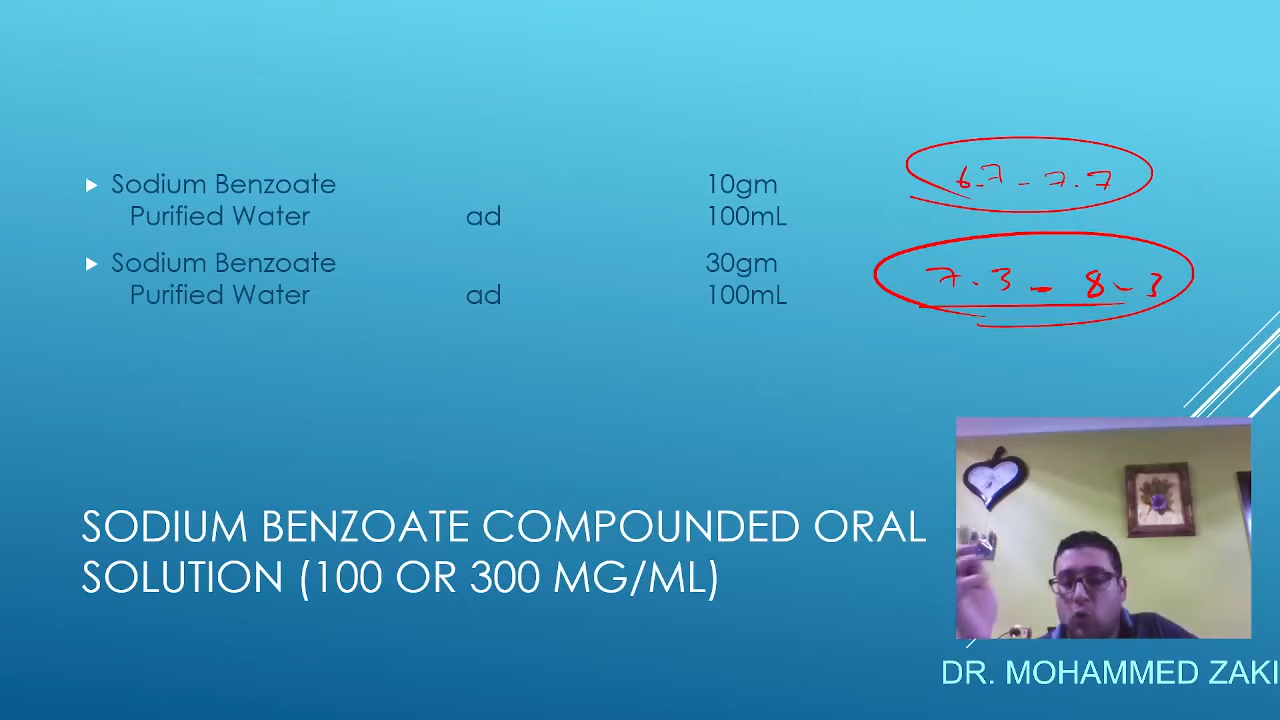 Sodium Benzoate 10gm 6.7 - 7.7
Purified Water ad 100mL
Sodium Benzoate 30gm 7.3 - 8.3
Purified Water ad 100mL
SODIUM BENZOATE COMPOUNDED ORAL
SOLUTION (100 OR 300 MG/ML)
DR. MOHAMMED ZAKI